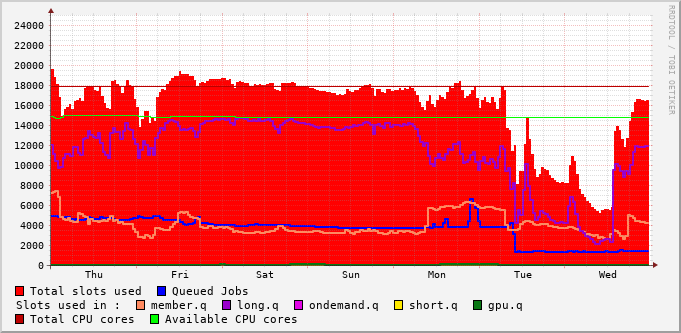 RRDTOOL / TOBI OETIKER
24000
22000
20000
18000
16000
14000
12000
10000
8000
6000
4000
2000
0
Thu Fri Sat Sun Mon Tue Wed
Total slots used Queued Jobs
Slots used in : member.q long.q ondemand.q short.q gpu.q
Total CPU cores Available CPU cores